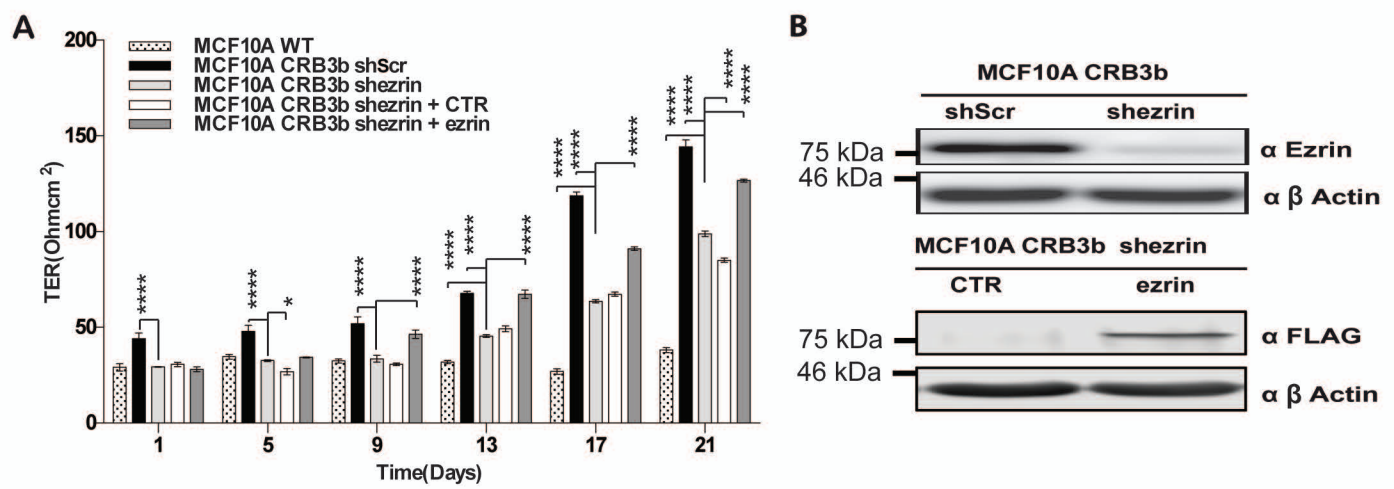 A
200
150
100
50
0
TER(Ohmcm²)
MCF10A WT
MCF10A CRB3b shScr
MCF10A CRB3b shezrin
MCF10A CRB3b shezrin + CTR
MCF10A CRB3b shezrin + ezrin
****
****
*
****
****
****
****
****
****
****
****
****
****
****
****
1 5 9 13 17 21
Time(Days)
B
MCF10A CRB3b
shScr shezrin
75 kDa α Ezrin
46 kDa
α β Actin
MCF10A CRB3b shezrin
CTR ezrin
75 kDa α FLAG
46 kDa
α β Actin